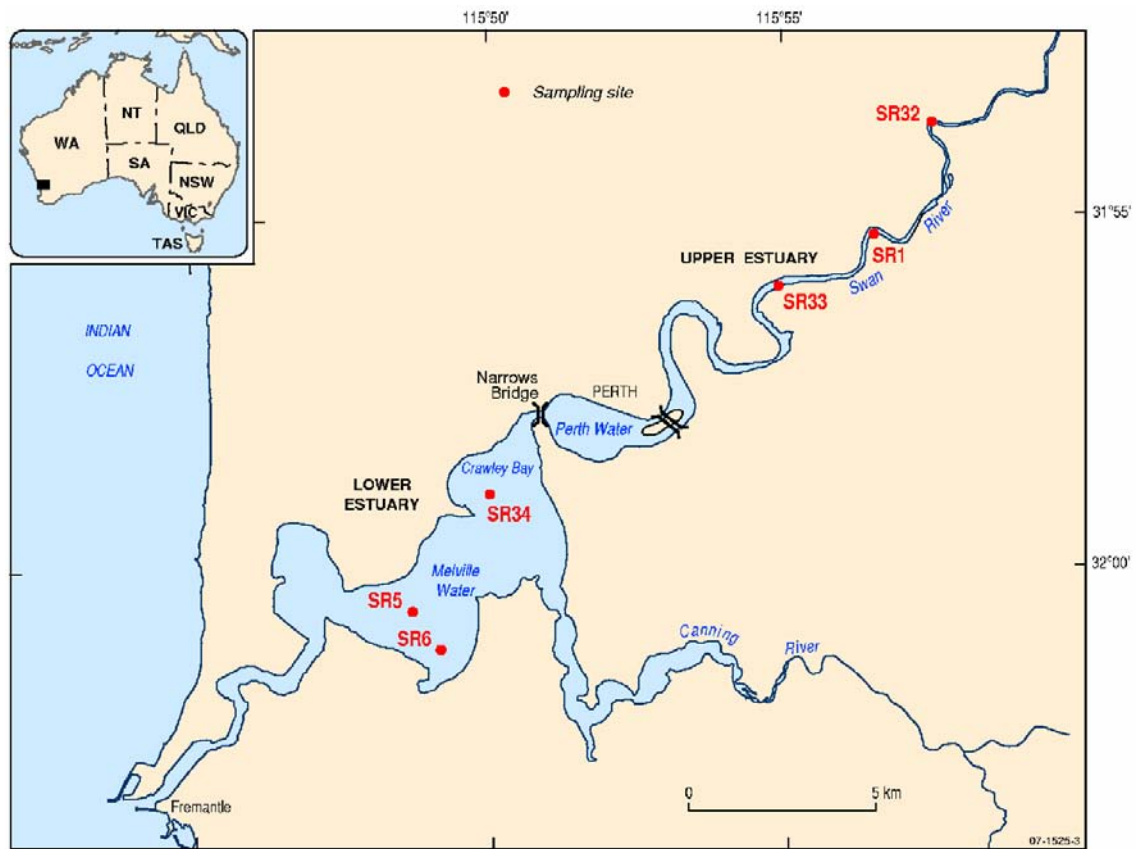 115°50'
115°55'
NT
QLD
WA
SA
NSW
VIC
TAS
Sampling site
SR32
31°55'
River
SR1
UPPER ESTUARY
Swan
SR33
INDIAN
OCEAN
Narrows
Bridge
PERTH
Perth Water
Crawley Bay
LOWER
ESTUARY
SR34
32°00'
Melville
Water
SR5
SR6
Canning
River
0
5 km
Fremantle
07-1525-3